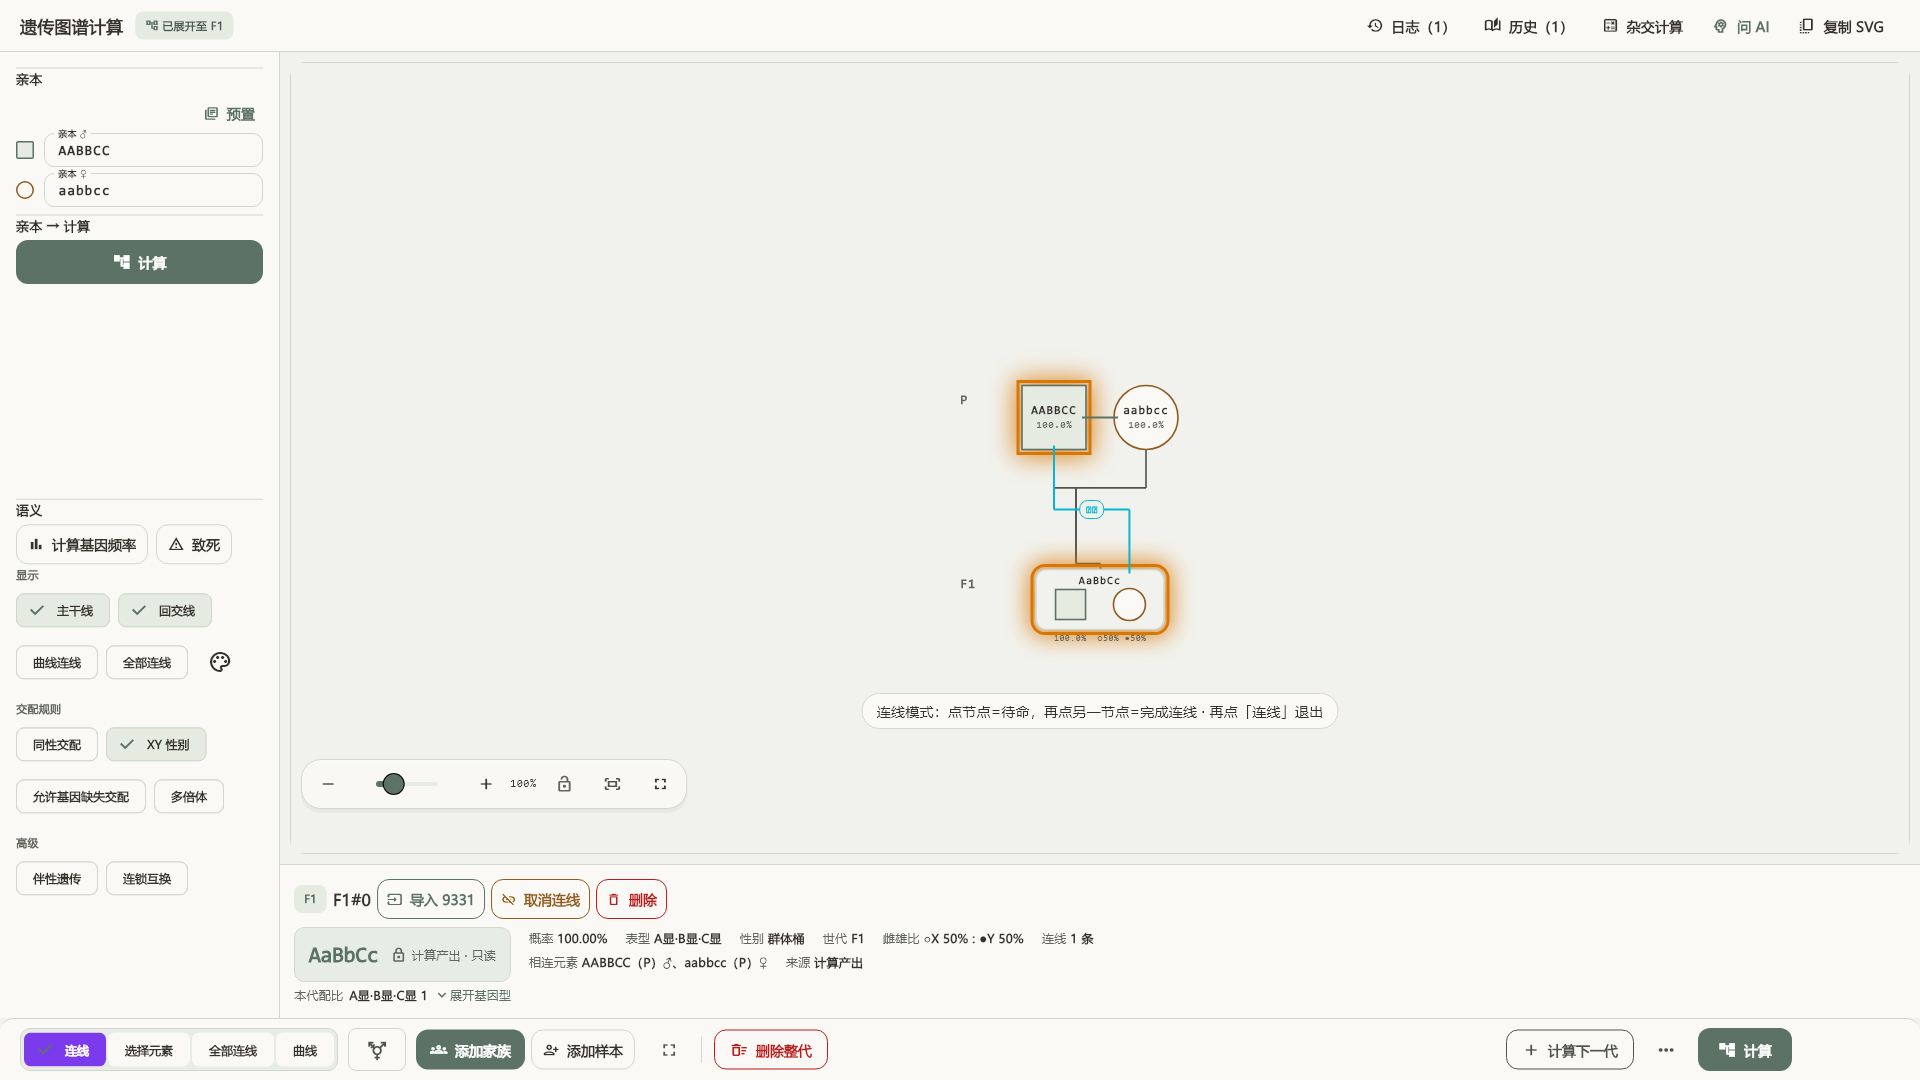 遗传图谱计算
已展开至 F1
日志（1）
历史（1）
杂交计算
问 AI
复制 SVG
亲本
预置
亲本 ♂
AABBCC
亲本 ♀
aabbcc
亲本 → 计算
计算
语义
计算基因频率
致死
显示
主干线
回交线
曲线连线
全部连线
交配规则
同性交配
XY 性别
允许基因缺失交配
多倍体
高级
伴性遗传
连锁互换
P
AABBCC
100.0%
aabbcc
100.0%
F1
AaBbCc
100.0% ○50% ●50%
连线模式：点节点=待命，再点另一节点=完成连线 · 再点「连线」退出
100%
F1
F1#0
导入 9331
取消连线
删除
AaBbCc
计算产出 · 只读
概率 100.00% 表型 A显·B显·C显 性别 群体桶 世代 F1 雌雄比 ○X 50% : ●Y 50% 连线 1 条
相连元素 AABBCC（P）♂、aabbcc（P）♀ 来源 计算产出
本代配比 A显·B显·C显 1 展开基因型
连线
选择元素
全部连线
曲线
添加家族
添加样本
删除整代
计算下一代
计算